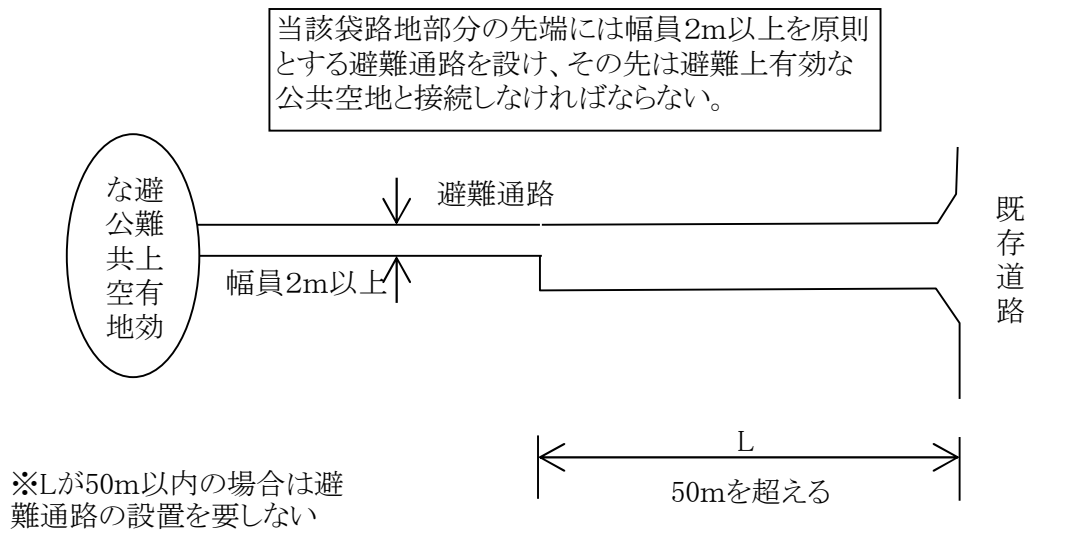 当該袋路地部分の先端には幅員2m以上を原則
とする避難通路を設け、その先は避難上有効な
公共空地と接続しなければならない。
避難上有効
な公共空地
避難通路
幅員2m以上
既存道路
L
50mを超える
※Lが50m以内の場合は避
難通路の設置を要しない